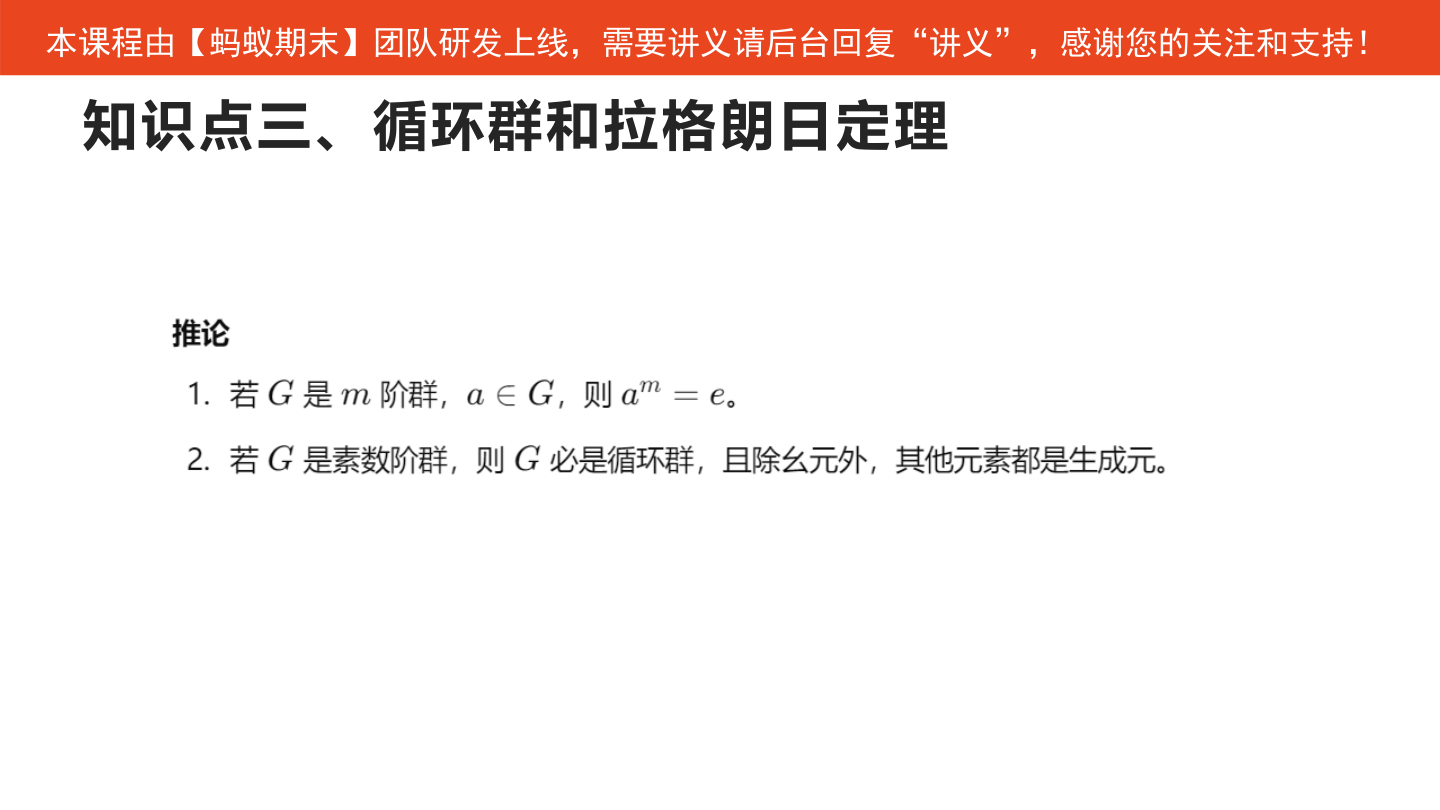 本课程由【蚂蚁期末】团队研发上线，需要讲义请后台回复“讲义”，感谢您的关注和支持！
知识点三、循环群和拉格朗日定理
推论
1. 若 G 是 m 阶群，a ∈ G，则 a^m = e。
2. 若 G 是素数阶群，则 G 必是循环群，且除幺元外，其他元素都是生成元。